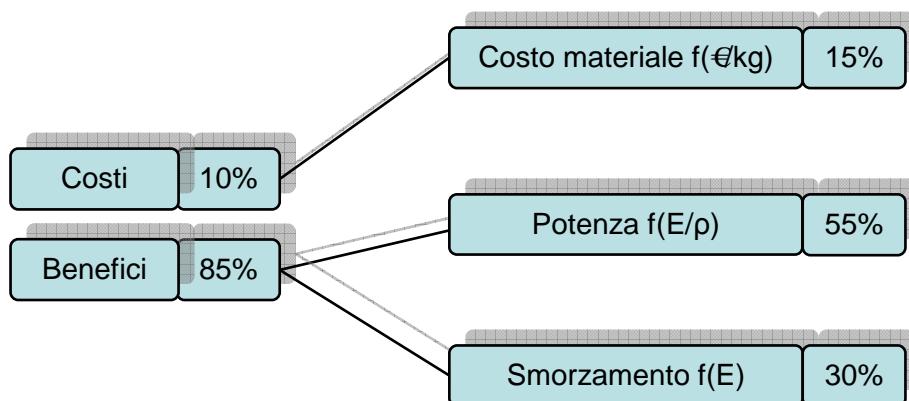 Costo materiale f(€/kg) 15%
Costi 10%
Potenza f(E/ρ) 55%
Benefici 85%
Smorzamento f(E) 30%